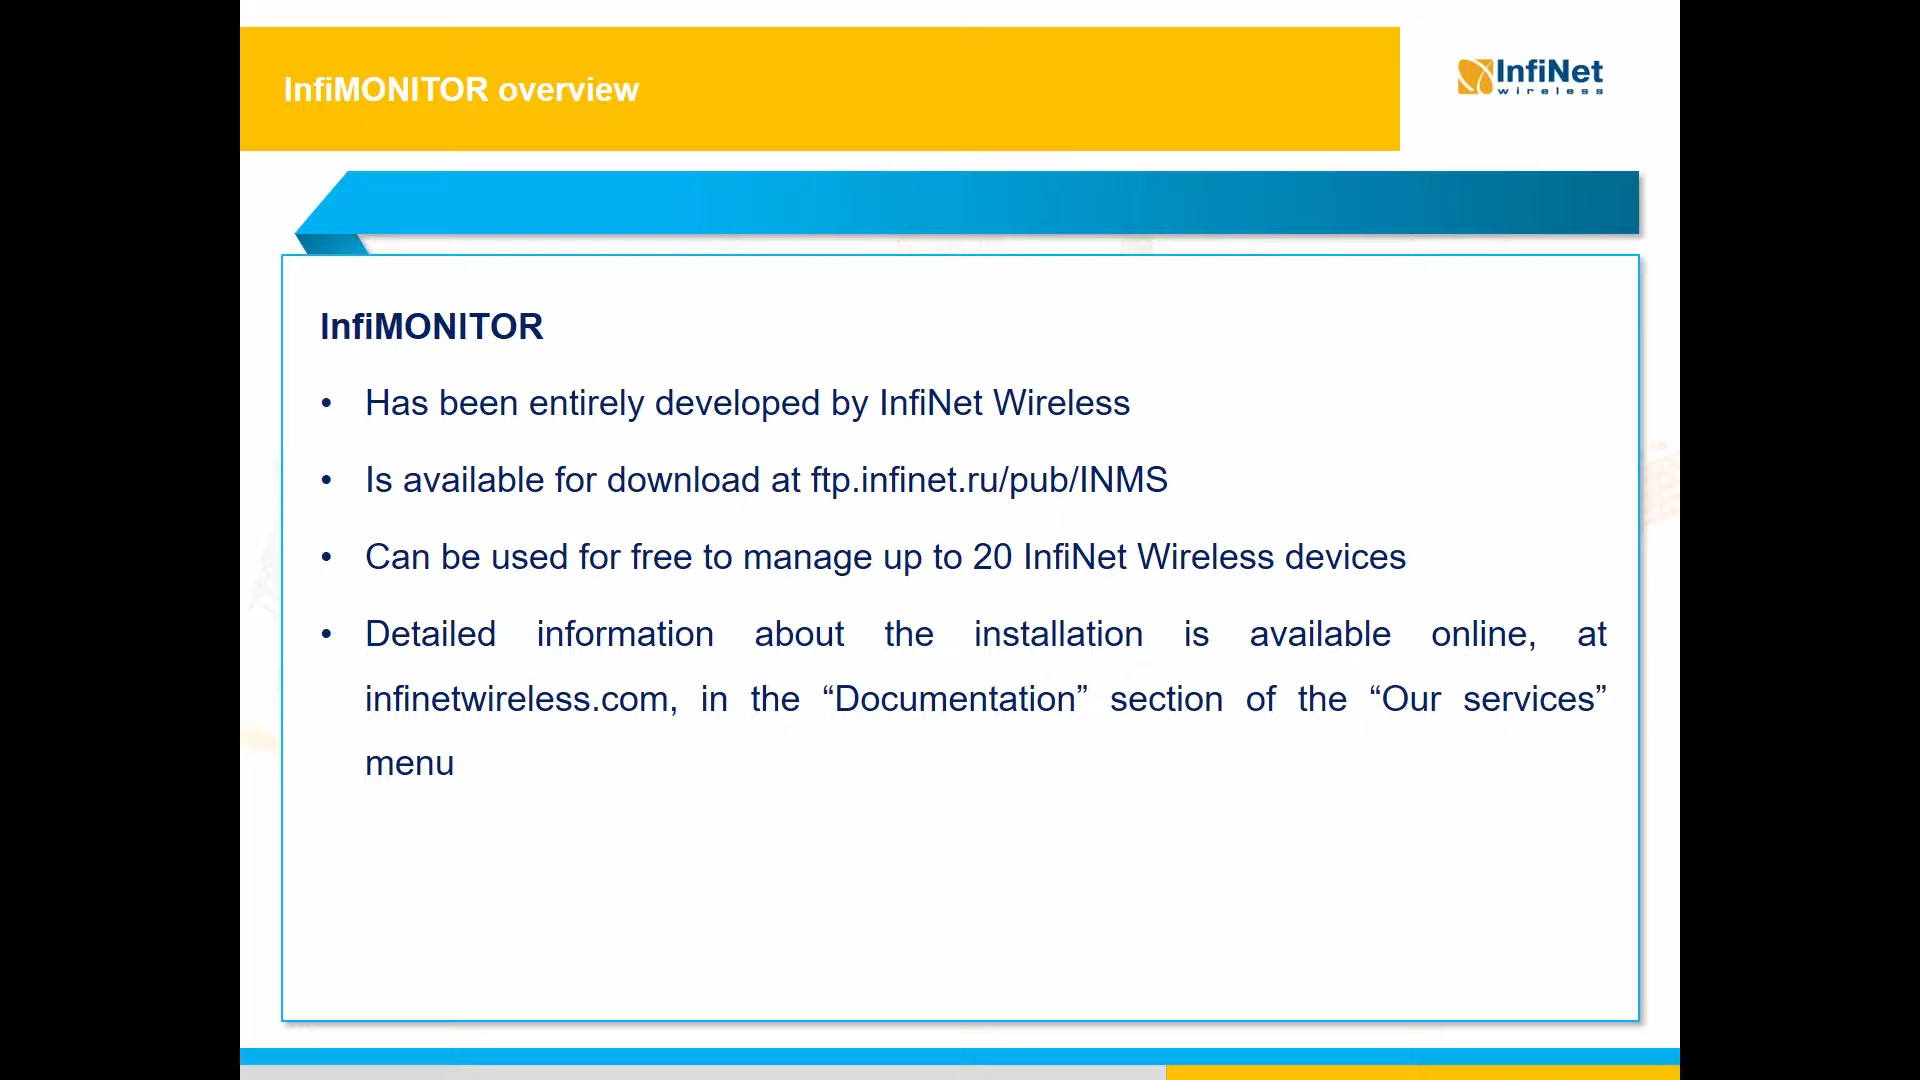 InfiMONITOR overview
InfiNet
wireless
InfiMONITOR
• Has been entirely developed by InfiNet Wireless
• Is available for download at ftp.infinet.ru/pub/INMS
• Can be used for free to manage up to 20 InfiNet Wireless devices
• Detailed information about the installation is available online, at
infinetwireless.com, in the “Documentation” section of the “Our services”
menu